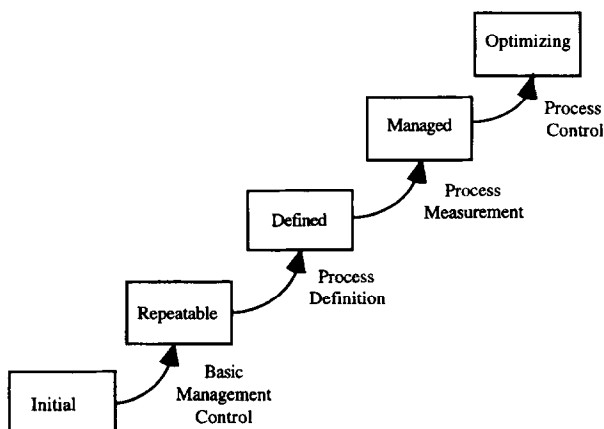 Optimizing
Process
Control
Managed
Process
Measurement
Defined
Process
Definition
Repeatable
Basic
Management
Control
Initial